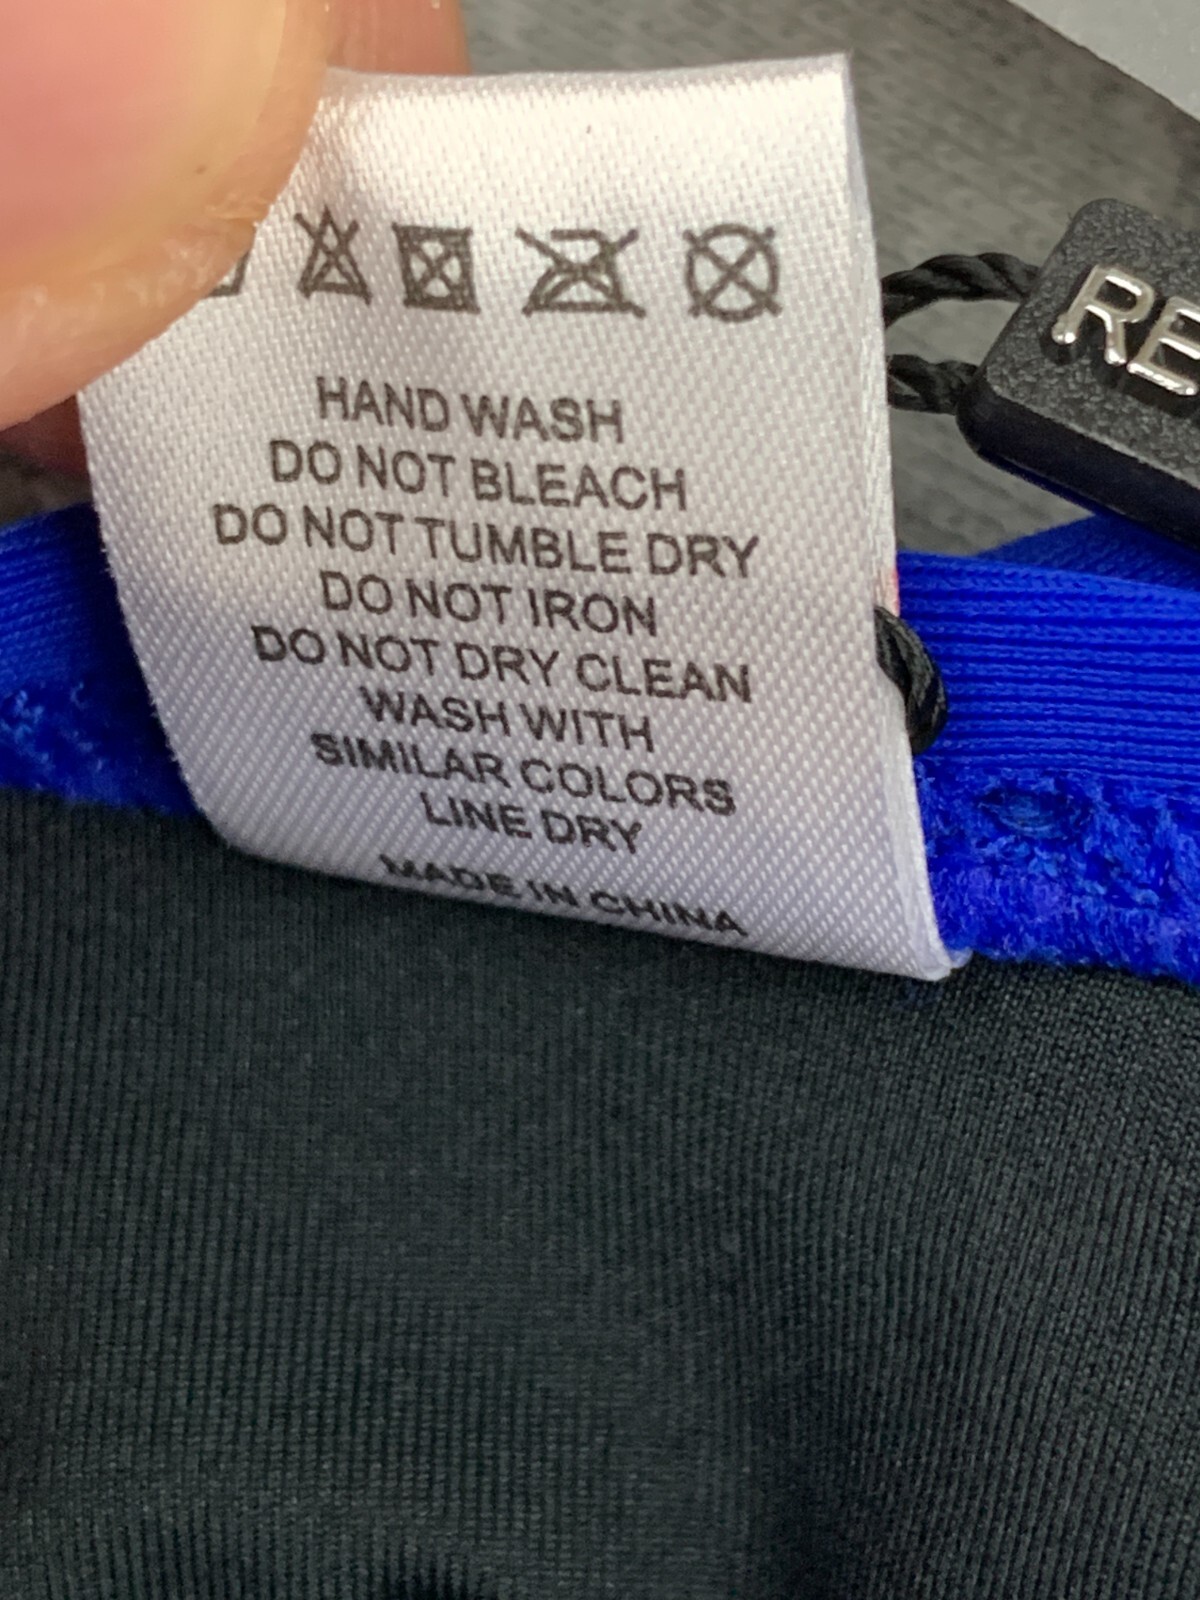 HAND WASH
DO NOT BLEACH
DO NOT TUMBLE DRY
DO NOT IRON
DO NOT DRY CLEAN
WASH WITH
SIMILAR COLORS
LINE DRY
MADE IN CHINA
RE